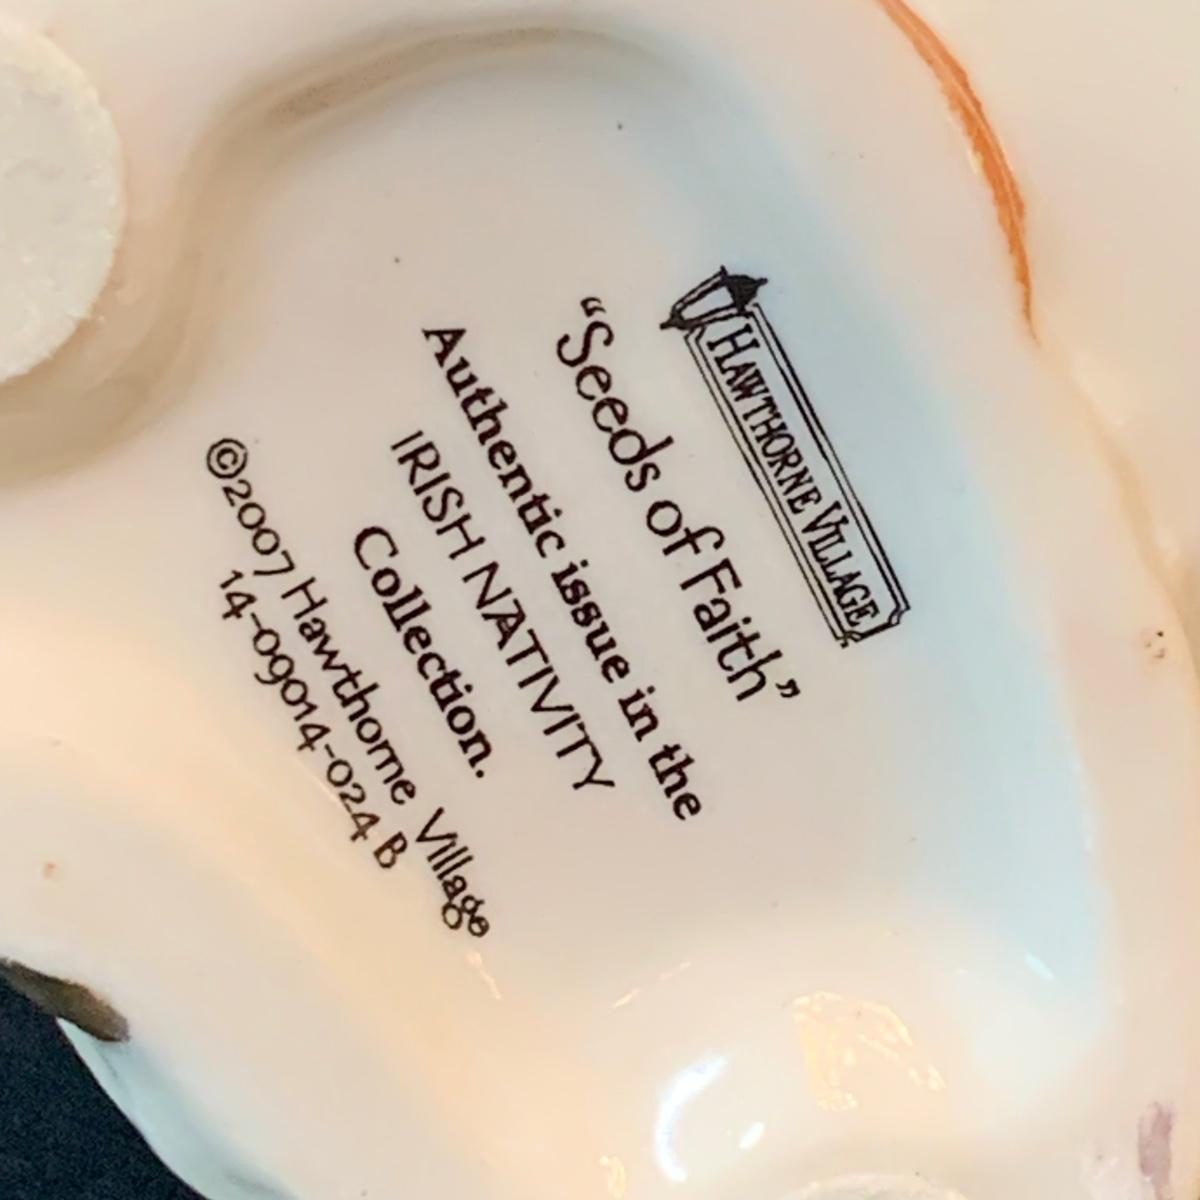 HAWTHORNE VILLAGE
“Seeds of Faith”
Authentic issue in the
IRISH NATIVITY
Collection.
©2007 Hawthorne Village
14-09014-024 B